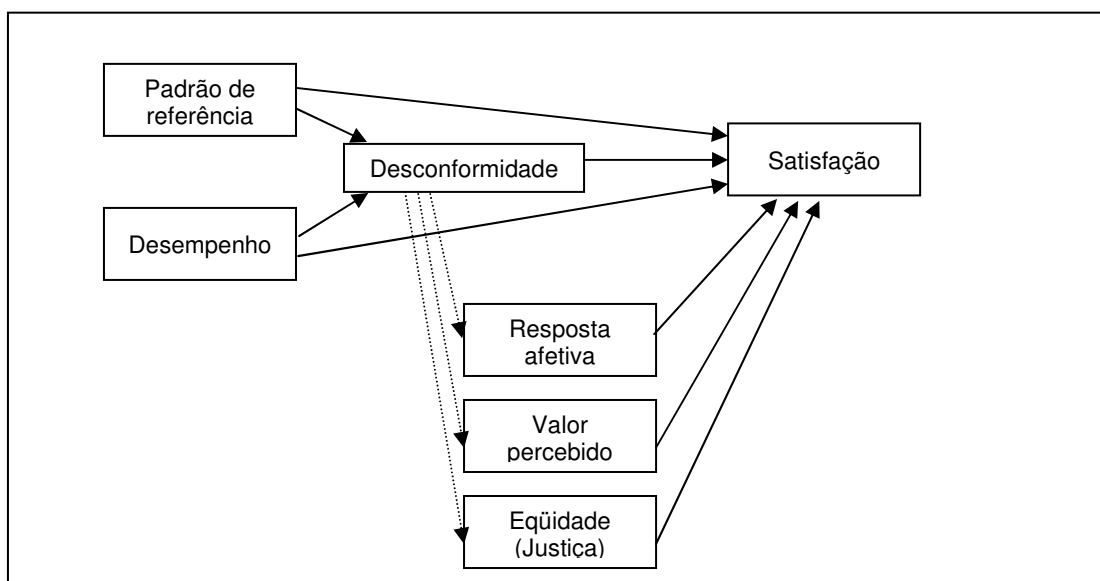 Padrão de
referência
Desconformidade
Satisfação
Desempenho
Resposta
afetiva
Valor
percebido
Eqüidade
(Justiça)